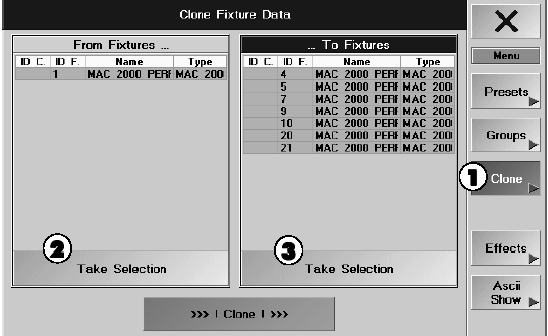 Clone Fixture Data
From Fixtures ...
ID C. ID F. Name Type
1 MAC 2000 PERF MAC 200
2
Take Selection
... To Fixtures
ID C. ID F. Name Type
4 MAC 2000 PERF MAC 200
5 MAC 2000 PERF MAC 200
7 MAC 2000 PERF MAC 200
9 MAC 2000 PERF MAC 200
10 MAC 2000 PERF MAC 200
20 MAC 2000 PERF MAC 200
21 MAC 2000 PERF MAC 200
3
Take Selection
>>> ! Clone ! >>>
Menu
Presets
Groups
1
Clone
Effects
Ascii
Show